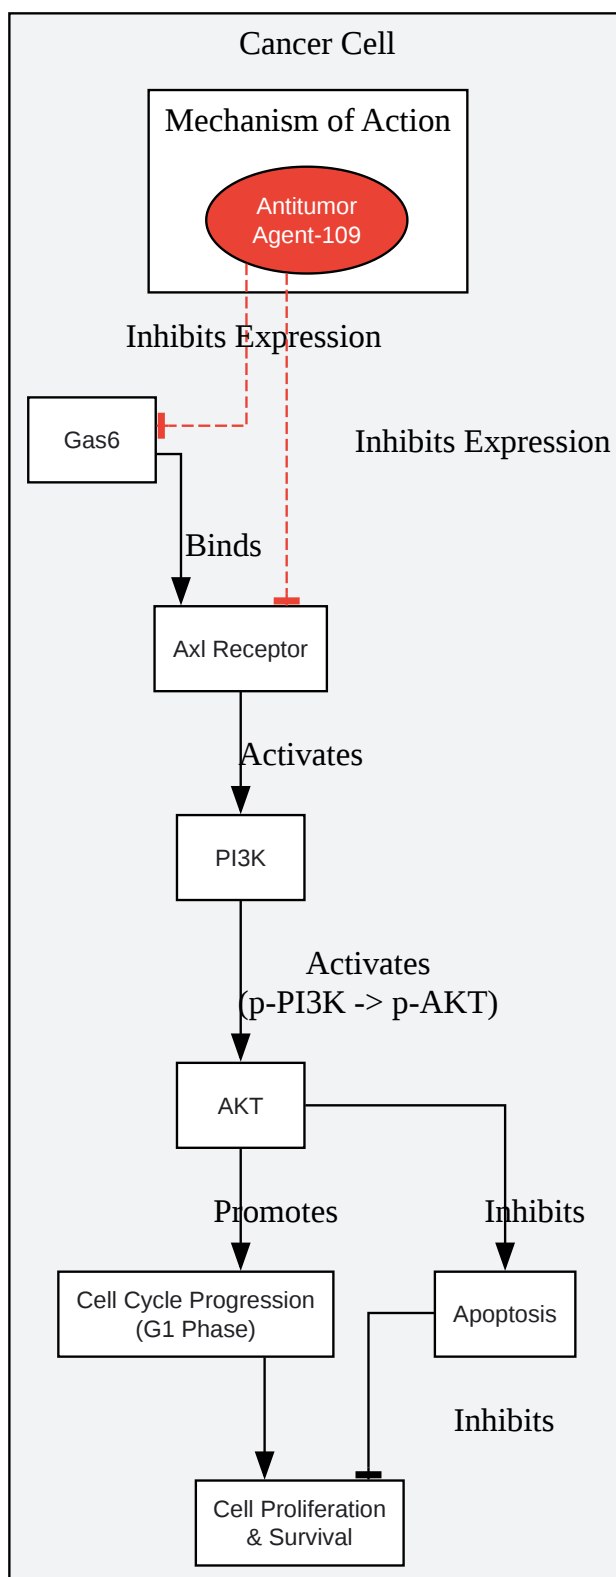 Cancer Cell
Mechanism of Action
Antitumor
Agent-109
Inhibits Expression
Gas6
Inhibits Expression
Binds
Axl Receptor
Activates
PI3K
Activates
(p-PI3K -> p-AKT)
AKT
Promotes
Inhibits
Cell Cycle Progression
(G1 Phase)
Apoptosis
Inhibits
Cell Proliferation
& Survival